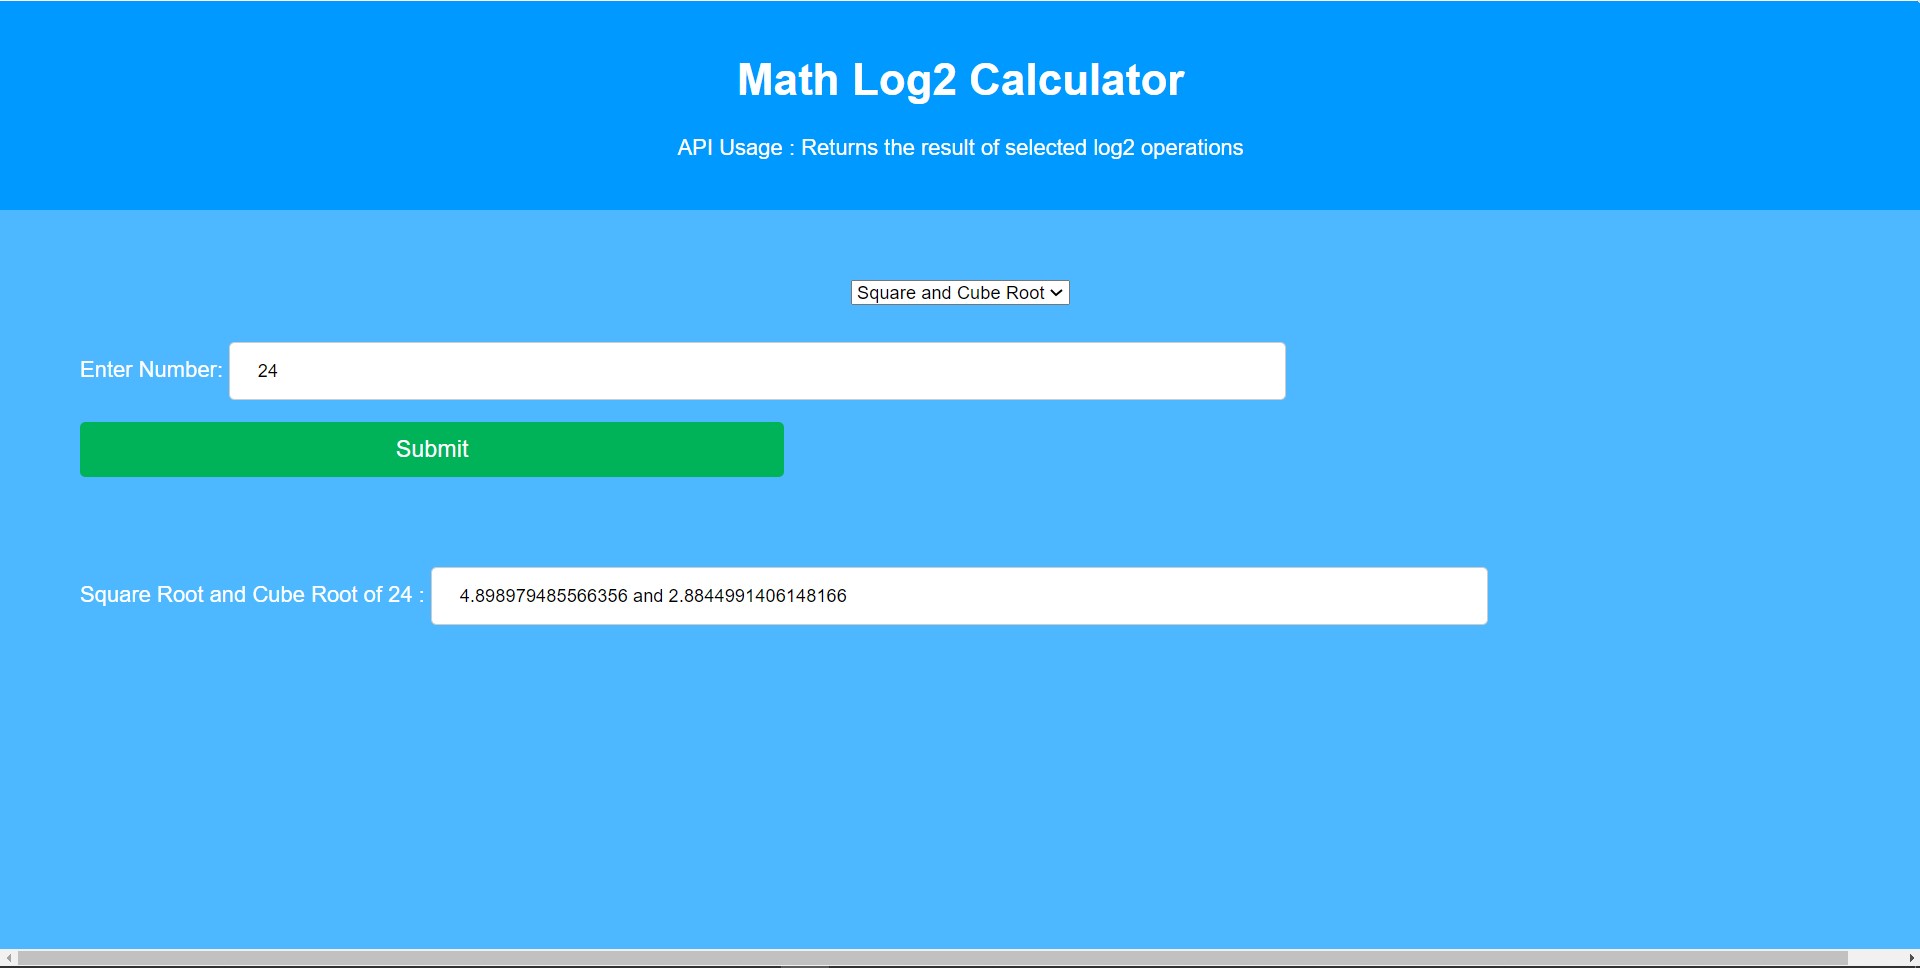 Math Log2 Calculator
API Usage : Returns the result of selected log2 operations
Square and Cube Root
Enter Number: 24
Submit
Square Root and Cube Root of 24 : 4.898979485566356 and 2.8844991406148166